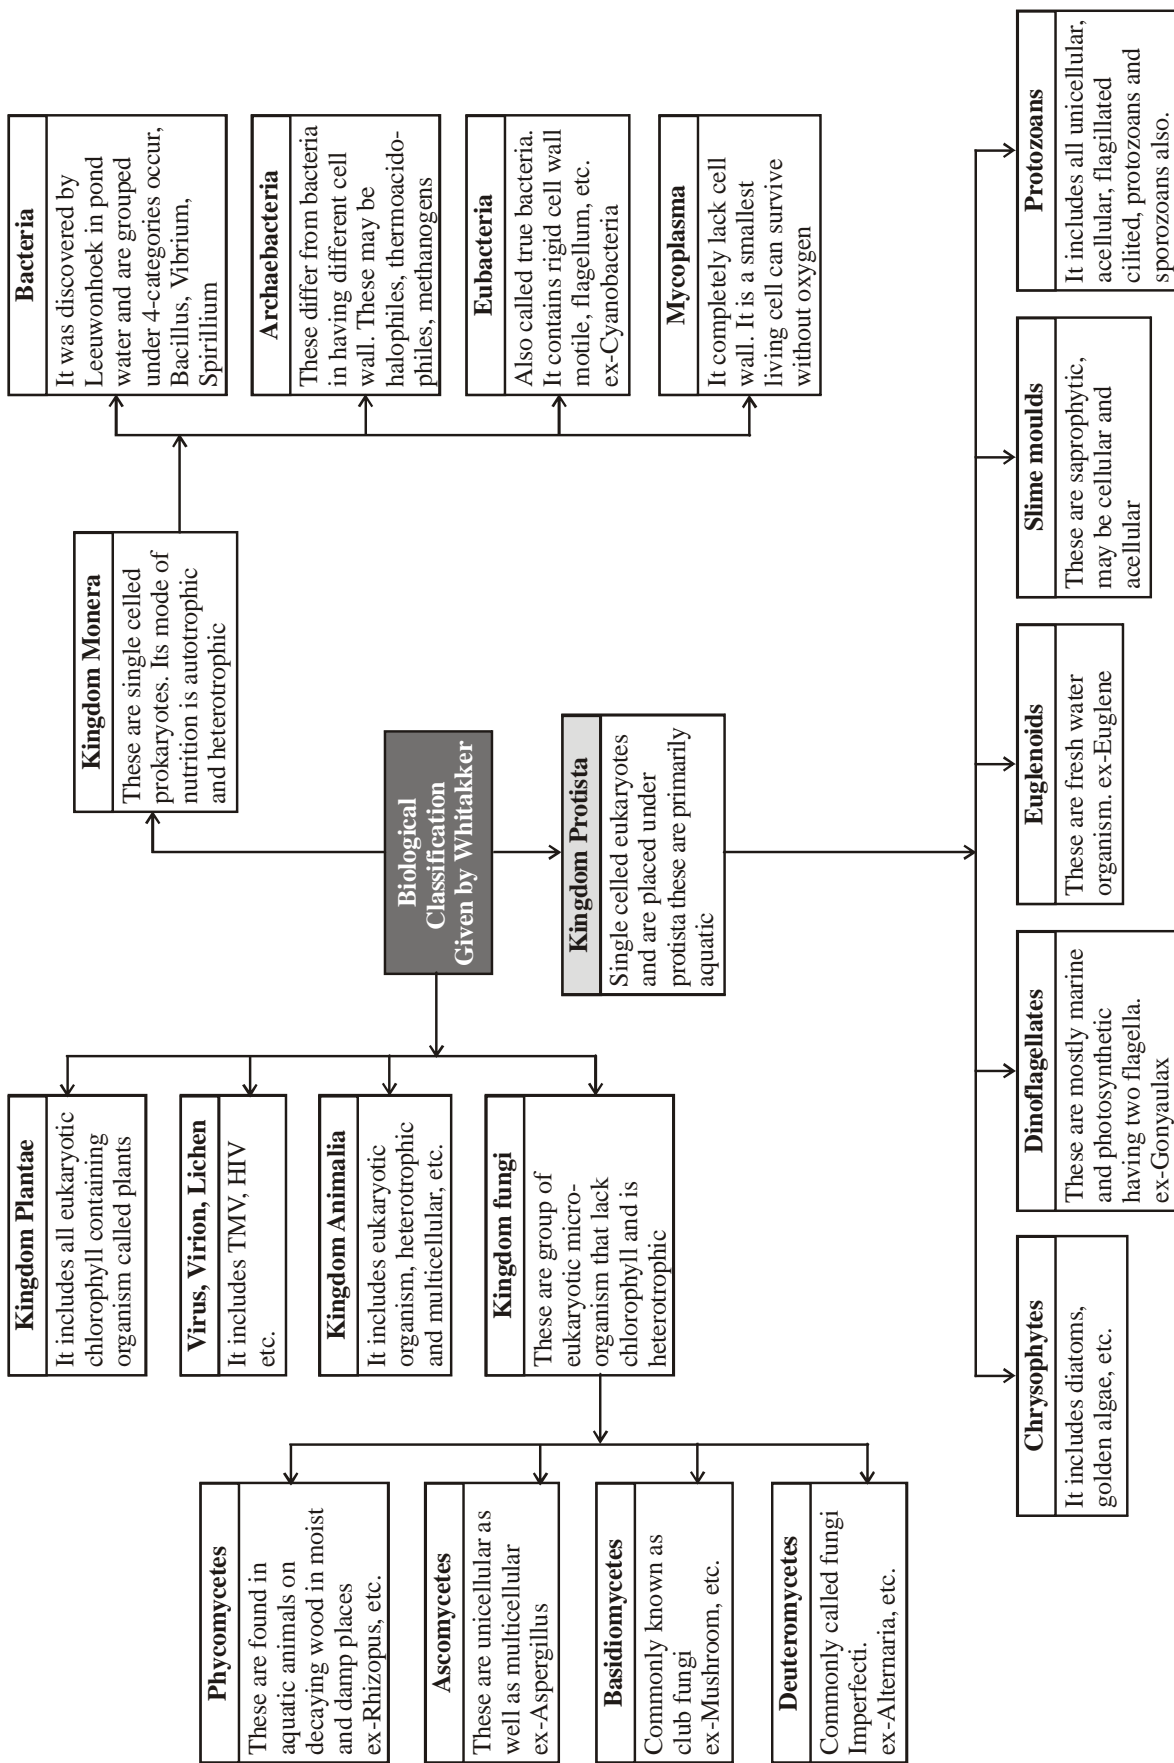 Biological
Classification
Given by Whitakker
Kingdom Monera
These are single celled
prokaryotes. Its mode of
nutrition is autotrophic
and heterotrophic
Bacteria
It was discovered by
Leeuwonhoek in pond
water and are grouped
under 4-categories occur,
Bacillus, Vibrium,
Spirillium
Archaebacteria
These differ from bacteria
in having different cell
wall. These may be
halophiles, thermoacido-
philes, methanogens
Eubacteria
Also called true bacteria.
It contains rigid cell wall
motile, flagellum, etc.
ex-Cyanobacteria
Mycoplasma
It completely lack cell
wall. It is a smallest
living cell can survive
without oxygen
Kingdom Protista
Single celled eukaryotes
and are placed under
protista these are primarily
aquatic
Chrysophytes
It includes diatoms,
golden algae, etc.
Dinoflagellates
These are mostly marine
and photosynthetic
having two flagella.
ex-Gonyaulax
Euglenoids
These are fresh water
organism. ex-Euglene
Slime moulds
These are saprophytic,
may be cellular and
acellular
Protozoans
It includes all unicellular,
acellular, flagillated
cilited, protozoans and
sporozoans also.
Kingdom Plantae
It includes all eukaryotic
chlorophyll containing
organism called plants
Virus, Virion, Lichen
It includes TMV, HIV
etc.
Kingdom Animalia
It includes eukaryotic
organism, heterotrophic
and multicellular, etc.
Kingdom fungi
These are group of
eukaryotic micro-
organism that lack
chlorophyll and is
heterotrophic
Phycomycetes
These are found in
aquatic animals on
decaying wood in moist
and damp places
ex-Rhizopus, etc.
Ascomycetes
These are unicellular as
well as multicellular
ex-Aspergillus
Basidiomycetes
Commonly known as
club fungi
ex-Mushroom, etc.
Deuteromycetes
Commonly called fungi
Imperfecti.
ex-Alternaria, etc.